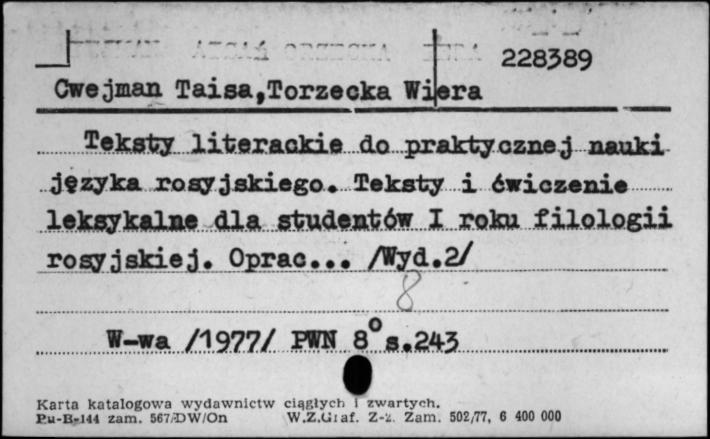 228389
Cwejman Taisa,Torzecka Wiera
Teksty literackie do praktycznej nauki
języka rosyjskiego. Teksty i ćwiczenie
leksykalne dla studentów I roku filologii
rosyjskiej. Oprac... /Wyd.2/
8
W-wa /1977/ PWN 8° s.243
Karta katalogowa wydawnictw ciągłych i zwartych.
Pu-B-144 zam. 567/DW/On W.Z.Graf. Z-2. Zam. 502/77, 6 400 000